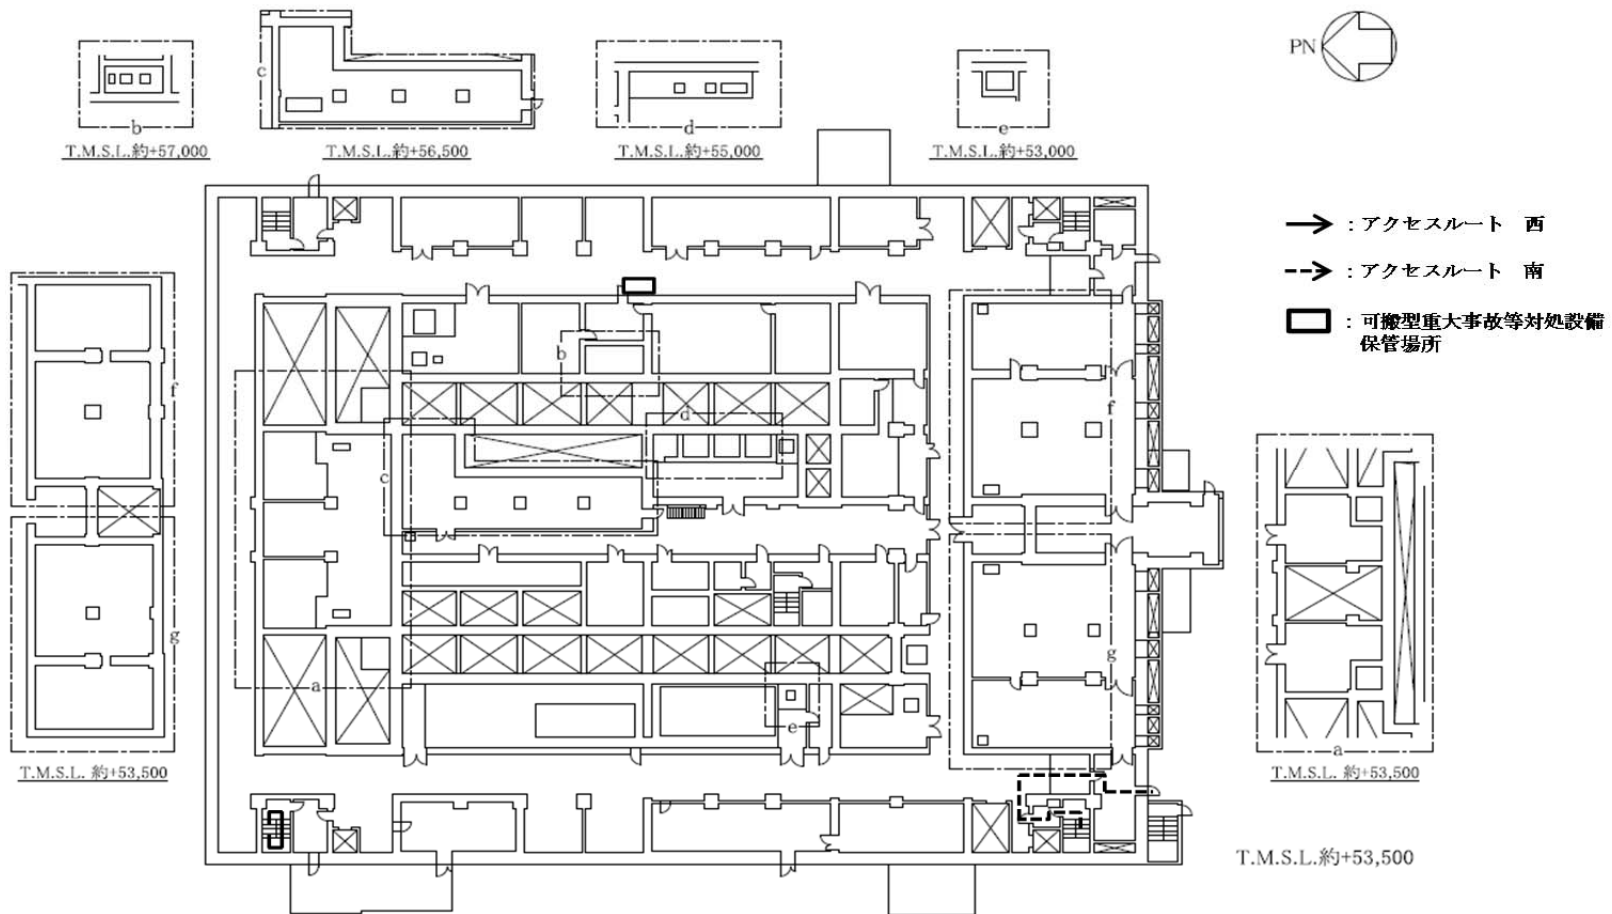 PN
c
b
d
e
T.M.S.L.約+57,000
T.M.S.L.約+56,500
T.M.S.L.約+55,000
T.M.S.L.約+53,000
：アクセスルート　西
：アクセスルート　南
：可搬型重大事故等対処設備
保管場所
b
f
f
d
c
g
g
a
e
a
T.M.S.L. 約+53,500
T.M.S.L. 約+53,500
T.M.S.L.約+53,500